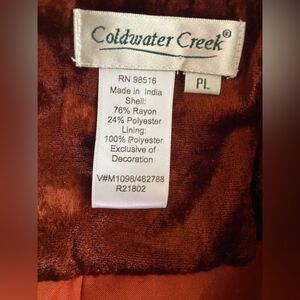 Coldwater Creek®
PL
RN 98516
Made in India
Shell:
76% Rayon
24% Polyester
Lining:
100% Polyester
Exclusive of
Decoration
V#M1098/462788
R21802